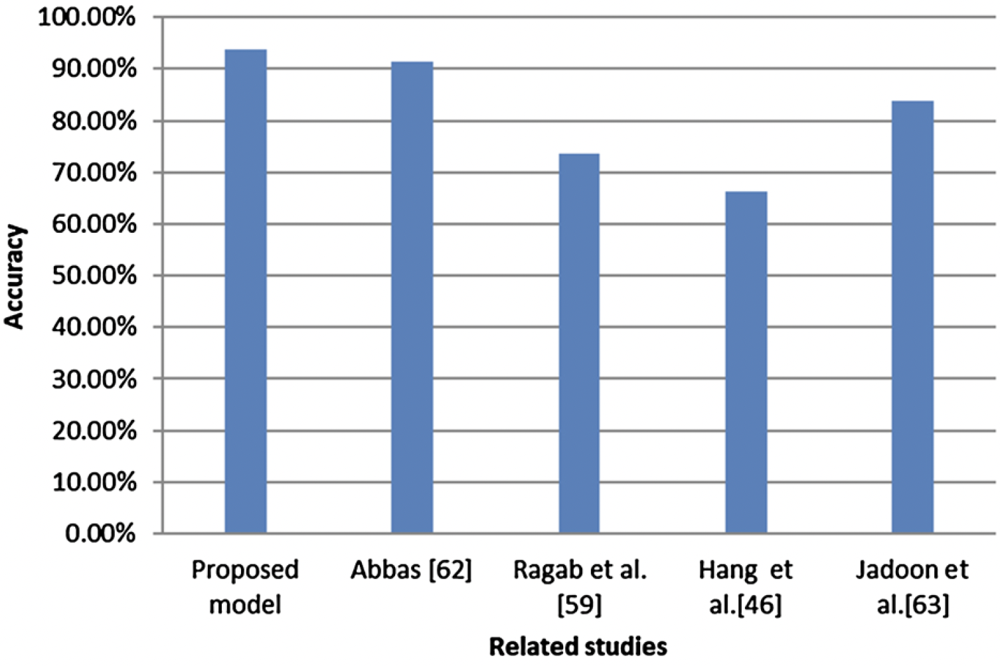 100.00%
90.00%
80.00%
70.00%
60.00%
50.00%
40.00%
30.00%
20.00%
10.00%
0.00%
Accuracy
Proposed
model
Abbas [62]
Ragab et al.
[59]
Hang et
al.[46]
Jadoon et
al.[63]
Related studies